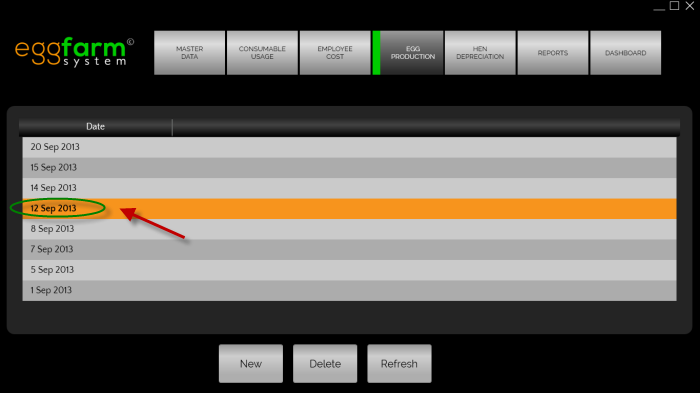 eggfarm©
system
MASTER
DATA
CONSUMABLE
USAGE
EMPLOYEE
COST
EGG
PRODUCTION
HEN
DEPRECIATION
REPORTS
DASHBOARD
Date
20 Sep 2013
15 Sep 2013
14 Sep 2013
12 Sep 2013
8 Sep 2013
7 Sep 2013
5 Sep 2013
1 Sep 2013
New
Delete
Refresh